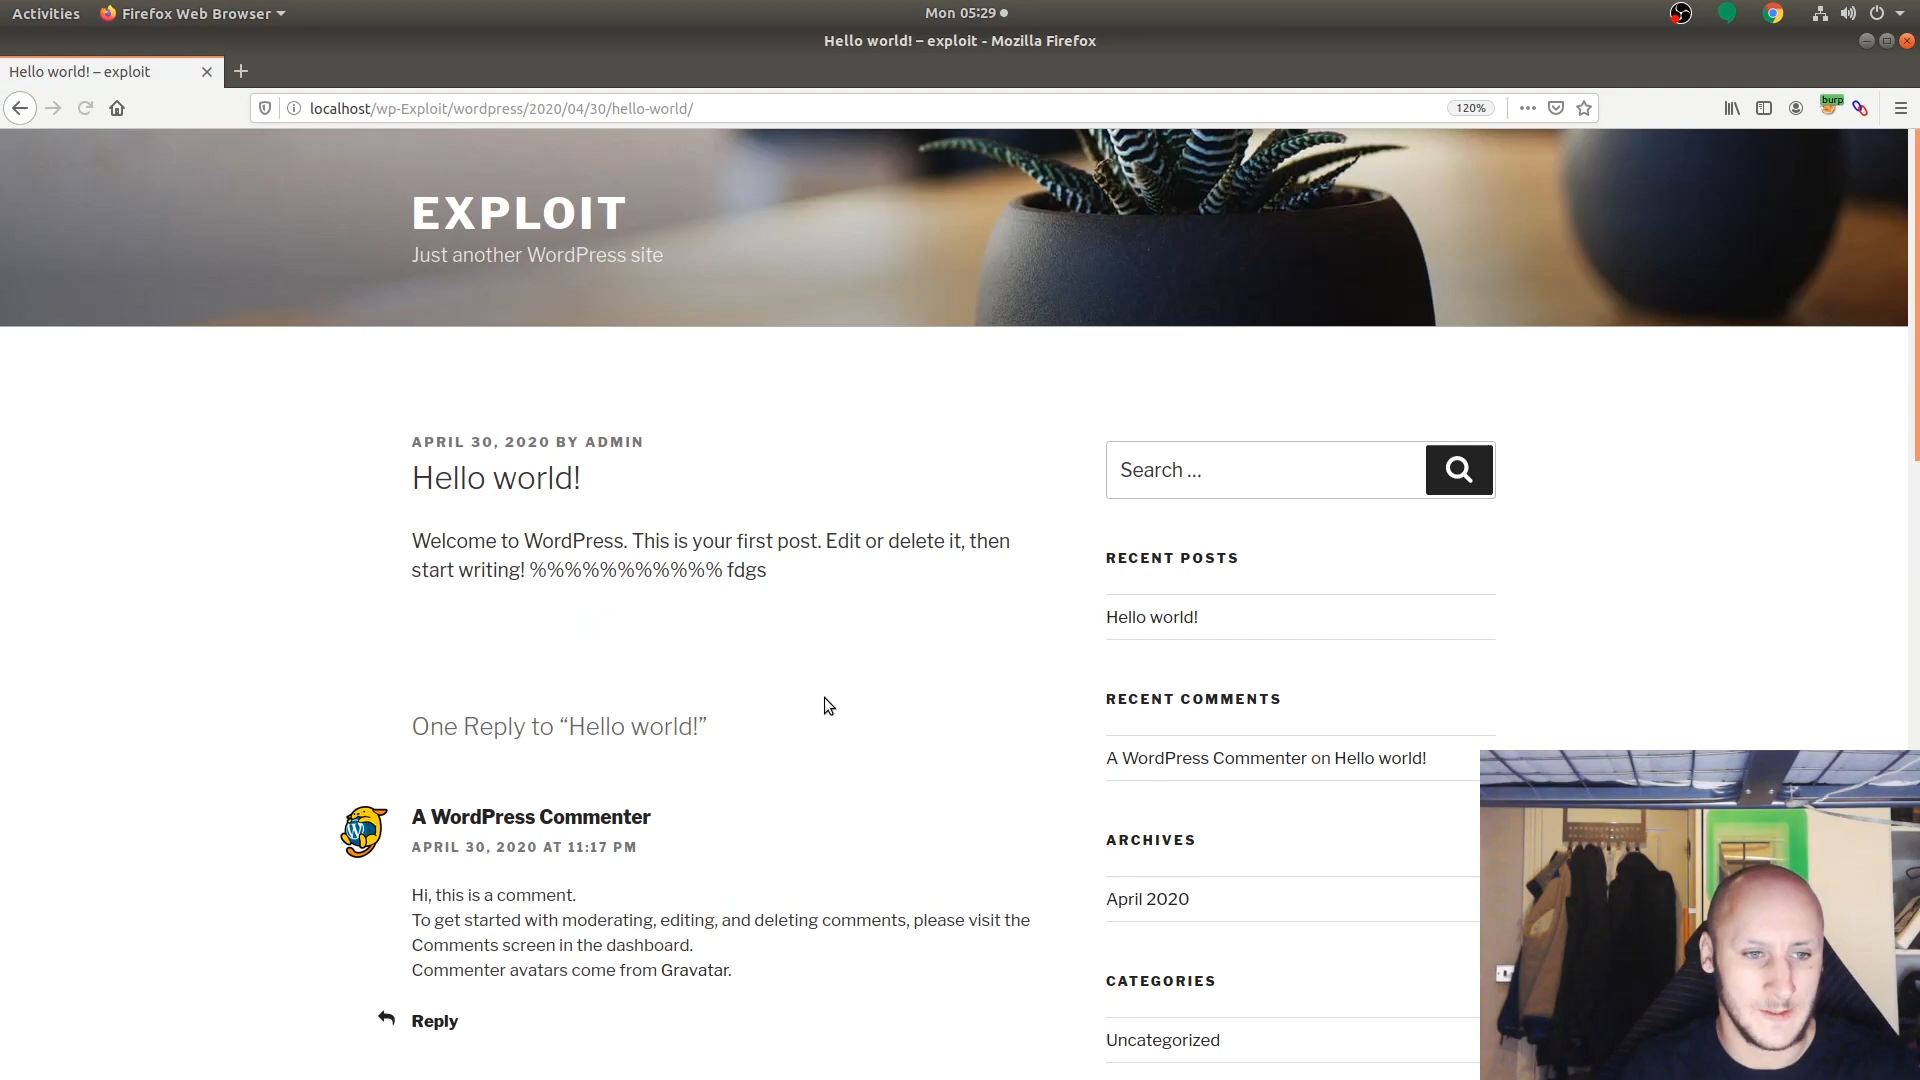 Activities
Firefox Web Browser
Mon 05:29
Hello world! – exploit - Mozilla Firefox
Hello world! – exploit
localhost/wp-Exploit/wordpress/2020/04/30/hello-world/
120%
burp
EXPLOIT
Just another WordPress site
APRIL 30, 2020 BY ADMIN
Hello world!
Welcome to WordPress. This is your first post. Edit or delete it, then
start writing! %%%%%%%%%%% fdgs
One Reply to “Hello world!”
A WordPress Commenter
APRIL 30, 2020 AT 11:17 PM
Hi, this is a comment.
To get started with moderating, editing, and deleting comments, please visit the
Comments screen in the dashboard.
Commenter avatars come from Gravatar.
Reply
Search …
RECENT POSTS
Hello world!
RECENT COMMENTS
A WordPress Commenter on Hello world!
ARCHIVES
April 2020
CATEGORIES
Uncategorized